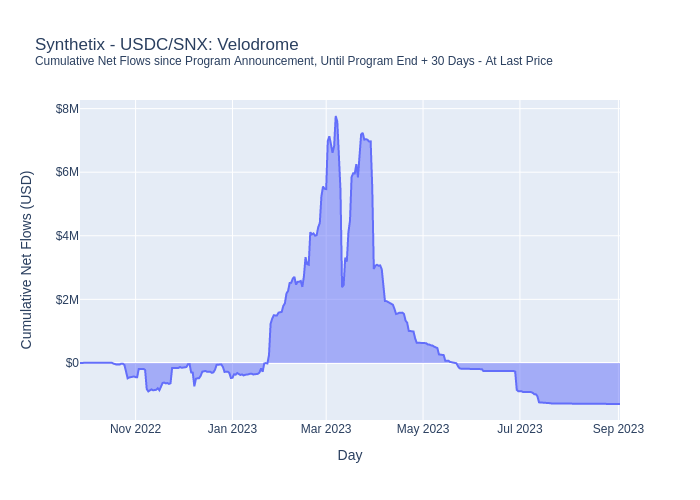 Synthetix - USDC/SNX: Velodrome
Cumulative Net Flows since Program Announcement, Until Program End + 30 Days - At Last Price
$8M
$6M
$4M
$2M
$0
Cumulative Net Flows (USD)
Nov 2022 Jan 2023 Mar 2023 May 2023 Jul 2023 Sep 2023
Day